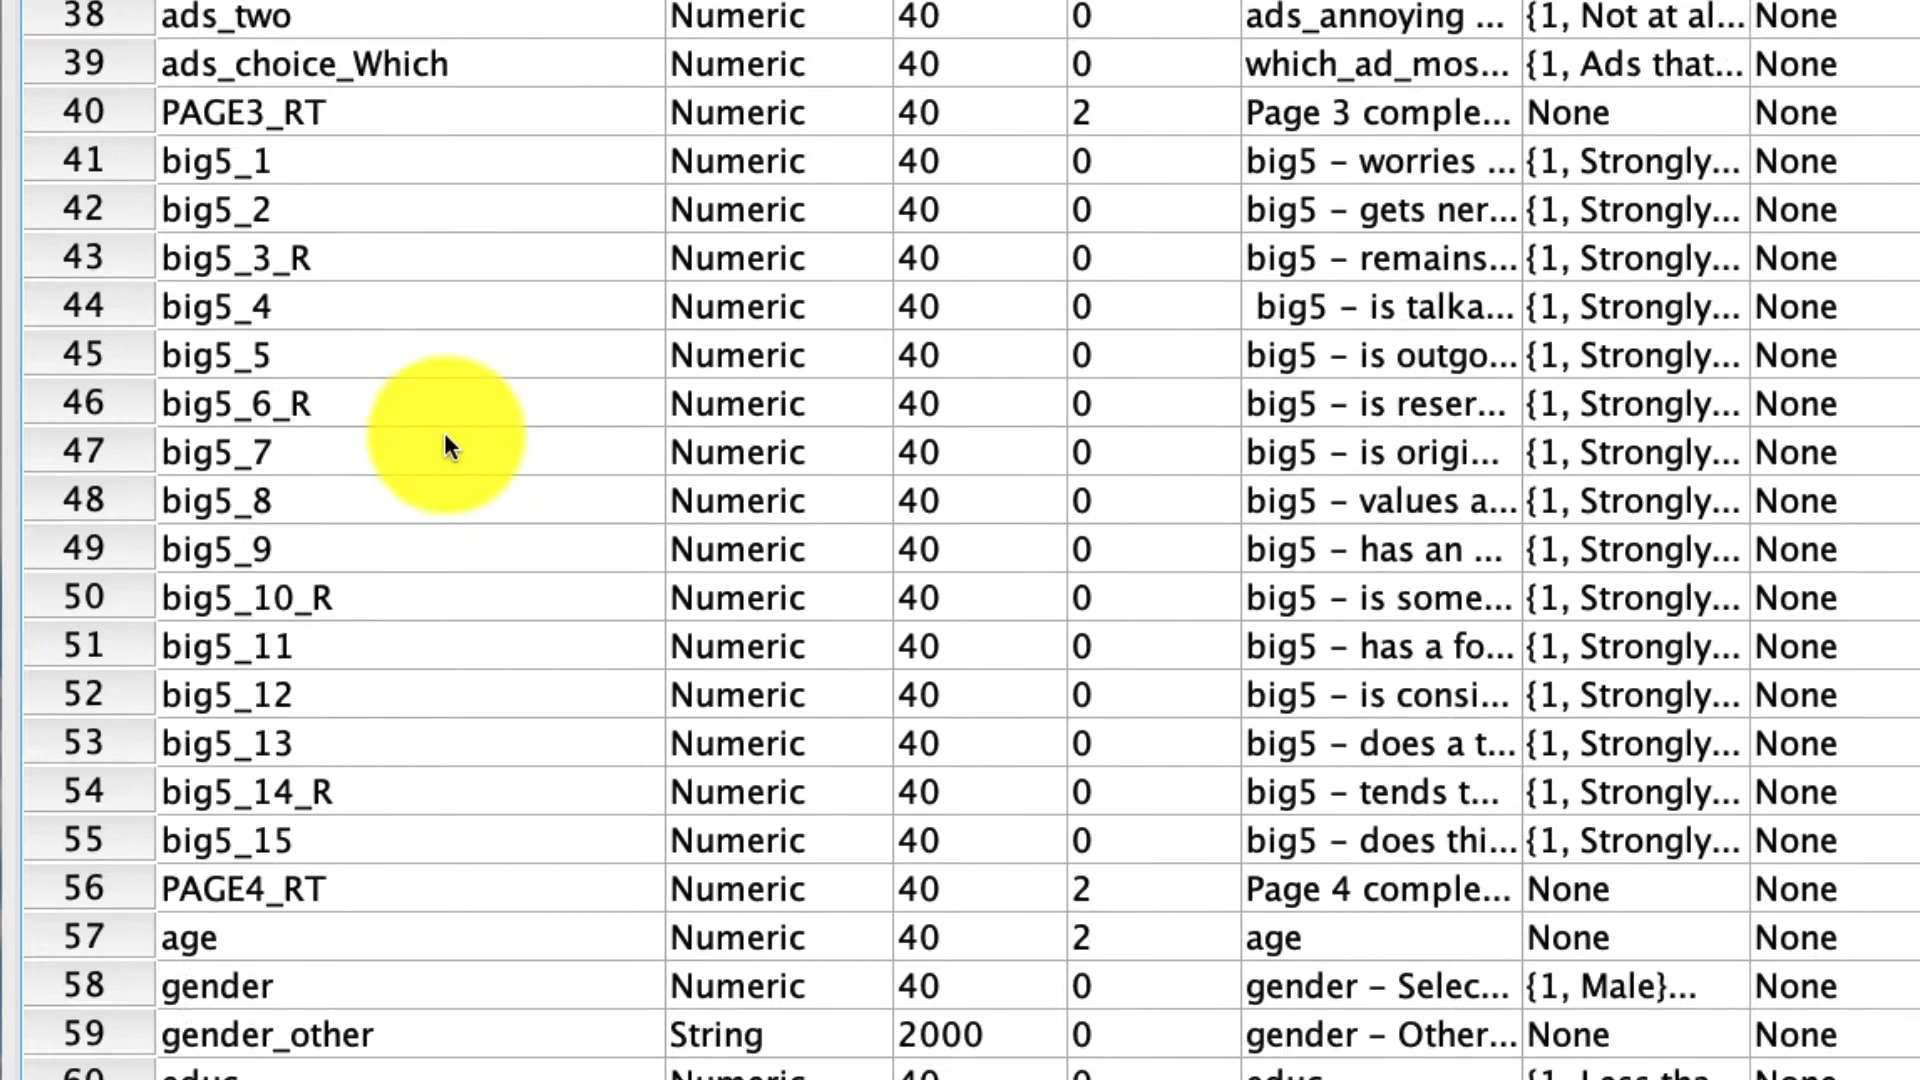 38 ads_two Numeric 40 0 ads_annoying ... {1, Not at al... None
39 ads_choice_Which Numeric 40 0 which_ad_mos... {1, Ads that... None
40 PAGE3_RT Numeric 40 2 Page 3 comple... None None
41 big5_1 Numeric 40 0 big5 – worries ... {1, Strongly... None
42 big5_2 Numeric 40 0 big5 – gets ner... {1, Strongly... None
43 big5_3_R Numeric 40 0 big5 – remains... {1, Strongly... None
44 big5_4 Numeric 40 0 big5 – is talka... {1, Strongly... None
45 big5_5 Numeric 40 0 big5 – is outgo... {1, Strongly... None
46 big5_6_R Numeric 40 0 big5 – is reser... {1, Strongly... None
47 big5_7 Numeric 40 0 big5 – is origi... {1, Strongly... None
48 big5_8 Numeric 40 0 big5 – values a... {1, Strongly... None
49 big5_9 Numeric 40 0 big5 – has an ... {1, Strongly... None
50 big5_10_R Numeric 40 0 big5 – is some... {1, Strongly... None
51 big5_11 Numeric 40 0 big5 – has a fo... {1, Strongly... None
52 big5_12 Numeric 40 0 big5 – is consi... {1, Strongly... None
53 big5_13 Numeric 40 0 big5 – does a t... {1, Strongly... None
54 big5_14_R Numeric 40 0 big5 – tends t... {1, Strongly... None
55 big5_15 Numeric 40 0 big5 – does thi... {1, Strongly... None
56 PAGE4_RT Numeric 40 2 Page 4 comple... None None
57 age Numeric 40 2 age None None
58 gender Numeric 40 0 gender – Selec... {1, Male}... None
59 gender_other String 2000 0 gender – Other... None None